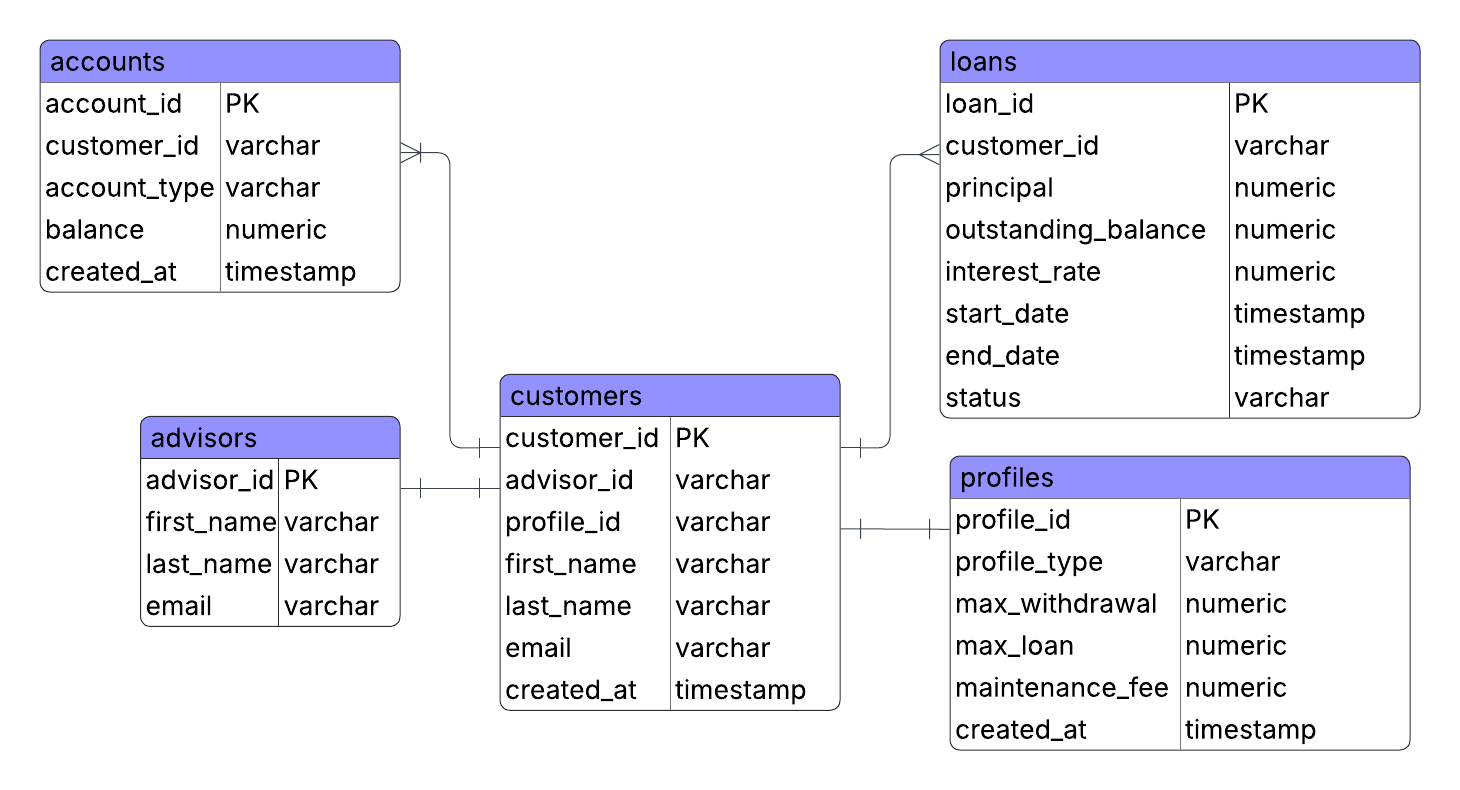 accounts
account_id PK
customer_id varchar
account_type varchar
balance numeric
created_at timestamp
loans
loan_id PK
customer_id varchar
principal numeric
outstanding_balance numeric
interest_rate numeric
start_date timestamp
end_date timestamp
status varchar
advisors
advisor_id PK
first_name varchar
last_name varchar
email varchar
customers
customer_id PK
advisor_id varchar
profile_id varchar
first_name varchar
last_name varchar
email varchar
created_at timestamp
profiles
profile_id PK
profile_type varchar
max_withdrawal numeric
max_loan numeric
maintenance_fee numeric
created_at timestamp